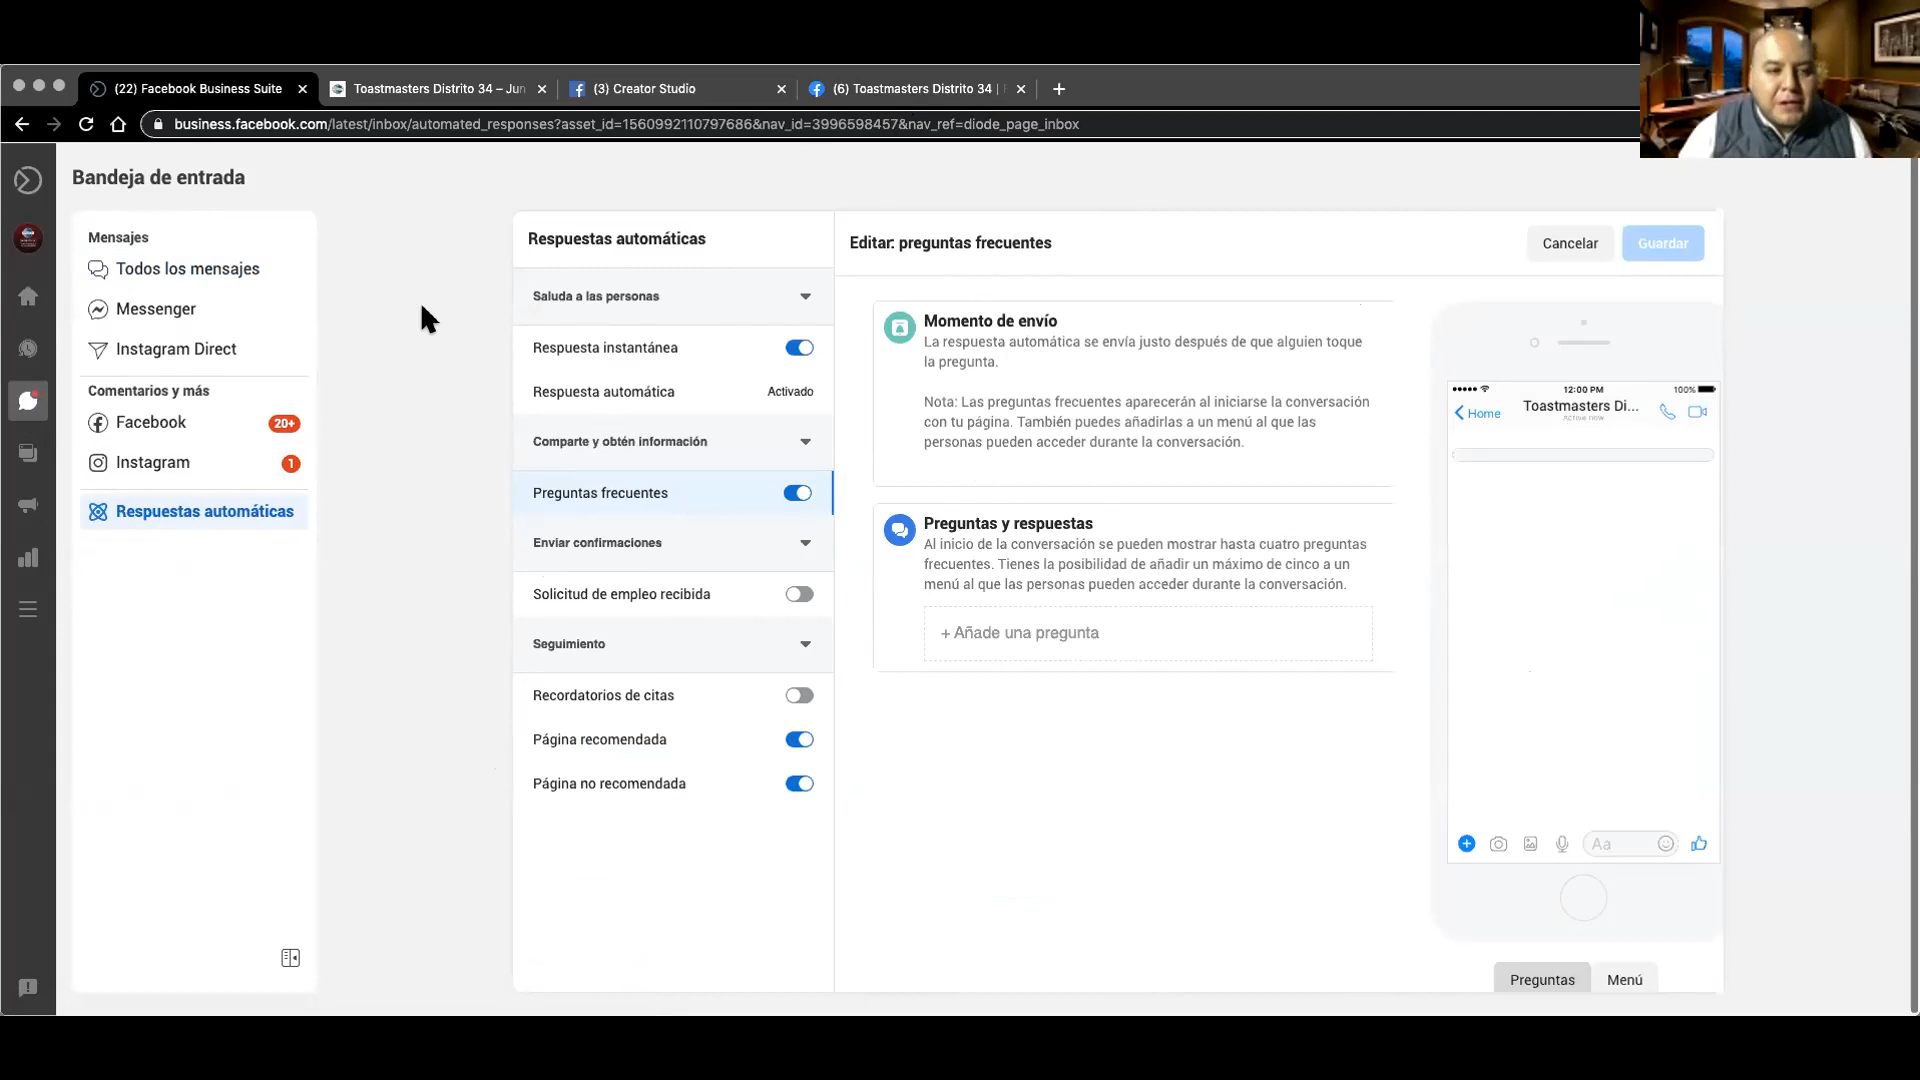 (22) Facebook Business Suite
Toastmasters Distrito 34 – Jun
(3) Creator Studio
(6) Toastmasters Distrito 34 |
business.facebook.com/latest/inbox/automated_responses?asset_id=1560992110797686&nav_id=3996598457&nav_ref=diode_page_inbox
Bandeja de entrada
Mensajes
Todos los mensajes
Messenger
Instagram Direct
Comentarios y más
Facebook 20+
Instagram 1
Respuestas automáticas
Respuestas automáticas
Saluda a las personas
Respuesta instantánea
Respuesta automática Activado
Comparte y obtén información
Preguntas frecuentes
Enviar confirmaciones
Solicitud de empleo recibida
Seguimiento
Recordatorios de citas
Página recomendada
Página no recomendada
Editar: preguntas frecuentes
Cancelar
Guardar
Momento de envío
La respuesta automática se envía justo después de que alguien toque
la pregunta.
Nota: Las preguntas frecuentes aparecerán al iniciarse la conversación
con tu página. También puedes añadirlas a un menú al que las
personas pueden acceder durante la conversación.
Preguntas y respuestas
Al inicio de la conversación se pueden mostrar hasta cuatro preguntas
frecuentes. Tienes la posibilidad de añadir un máximo de cinco a un
menú al que las personas pueden acceder durante la conversación.
+ Añade una pregunta
12:00 PM
100%
Home
Toastmasters Di...
Active now
Aa
Preguntas
Menú